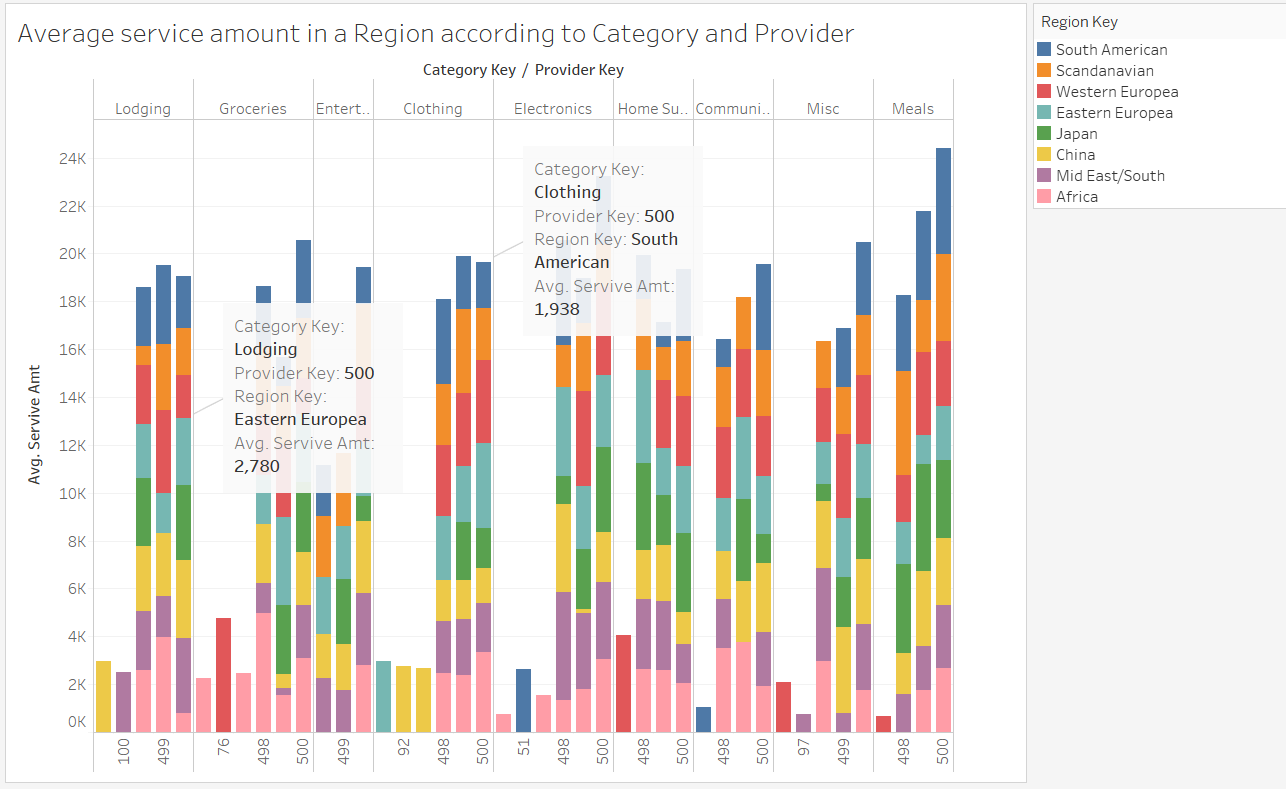 Average service amount in a Region according to Category and Provider
Category Key / Provider Key
Lodging Groceries Entert.. Clothing Electronics Home Su.. Communi.. Misc Meals
Avg. Servive Amt
24K
22K
20K
18K
16K
14K
12K
10K
8K
6K
4K
2K
0K
Category Key:
Lodging
Provider Key: 500
Region Key:
Eastern Europea
Avg. Servive Amt:
2,780
Category Key:
Clothing
Provider Key: 500
Region Key: South
American
Avg. Servive Amt:
1,938
100 499 76 498 500 499 92 498 500 51 498 500 498 500 498 500 97 499 498 500
Region Key
South American
Scandanavian
Western Europea
Eastern Europea
Japan
China
Mid East/South
Africa